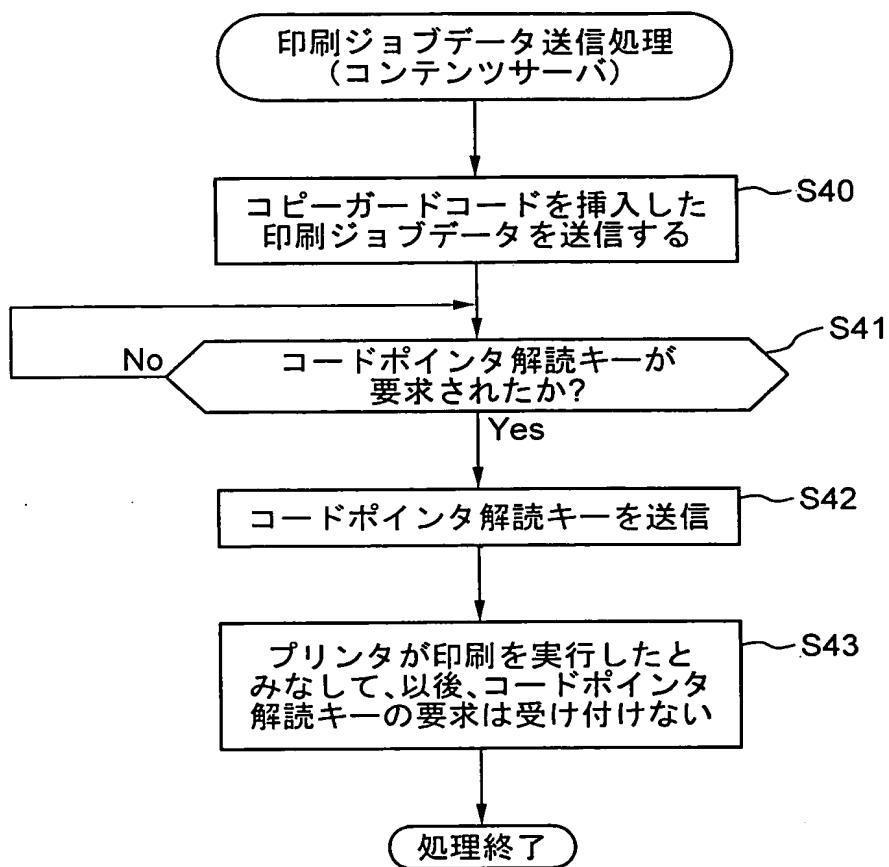 印刷ジョブデータ送信処理
(コンテンツサーバ)
コピーガードコードを挿入した
印刷ジョブデータを送信する
S40
コードポインタ解読キーが
要求されたか?
S41
No
Yes
コードポインタ解読キーを送信
S42
プリンタが印刷を実行したと
みなして、以後、コードポインタ
解読キーの要求は受け付けない
S43
処理終了